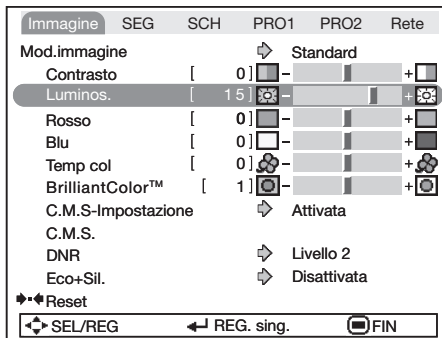 Immagine SEG SCH PRO1 PRO2 Rete
Mod.immagine Standard
Contrasto [ 0] - +
Luminos. [ 15] - +
Rosso [ 0] - +
Blu [ 0] - +
Temp col [ 0] - +
BrilliantColor™ [ 1] - +
C.M.S-Impostazione Attivata
C.M.S.
DNR Livello 2
Eco+Sil. Disattivata
Reset
SEL/REG REG. sing. FIN